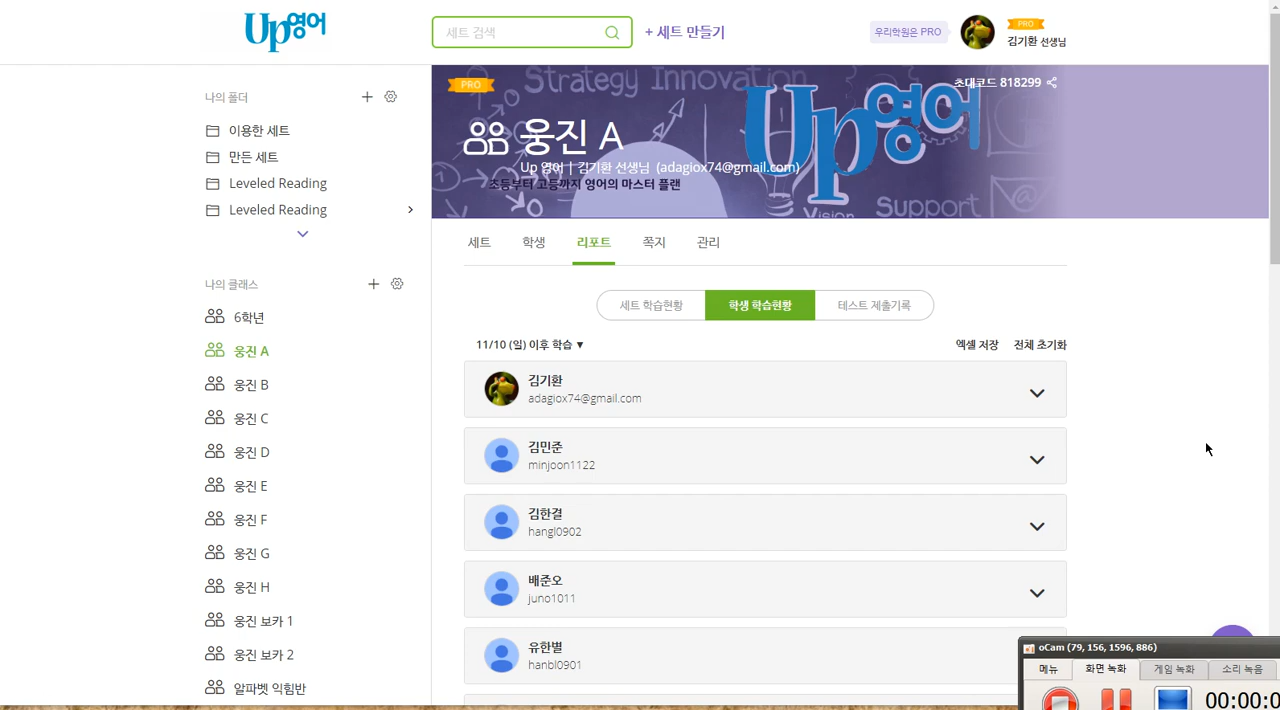 Up영어
세트 검색
+ 세트 만들기
우리학원은 PRO
PRO
김기환 선생님
나의 폴더
이용한 세트
만든 세트
Leveled Reading
Leveled Reading
나의 클래스
6학년
웅진 A
웅진 B
웅진 C
웅진 D
웅진 E
웅진 F
웅진 G
웅진 H
웅진 보카 1
웅진 보카 2
알파벳 익힘반
PRO
Strategy Innovation
초대코드 818299
Up영어
웅진 A
Up 영어 | 김기환 선생님 (adagiox74@gmail.com)
초등부터 고등까지 영어의 마스터 플랜
Vision
Support
세트
학생
리포트
쪽지
관리
세트 학습현황
학생 학습현황
테스트 제출기록
11/10 (일) 이후 학습 ▼
엑셀 저장
전체 초기화
김기환
adagiox74@gmail.com
김민준
minjoon1122
김한결
hangl0902
배준오
juno1011
유한별
hanbl0901
oCam (79, 156, 1596, 886)
메뉴
화면 녹화
게임 녹화
소리 녹음
00:00:0